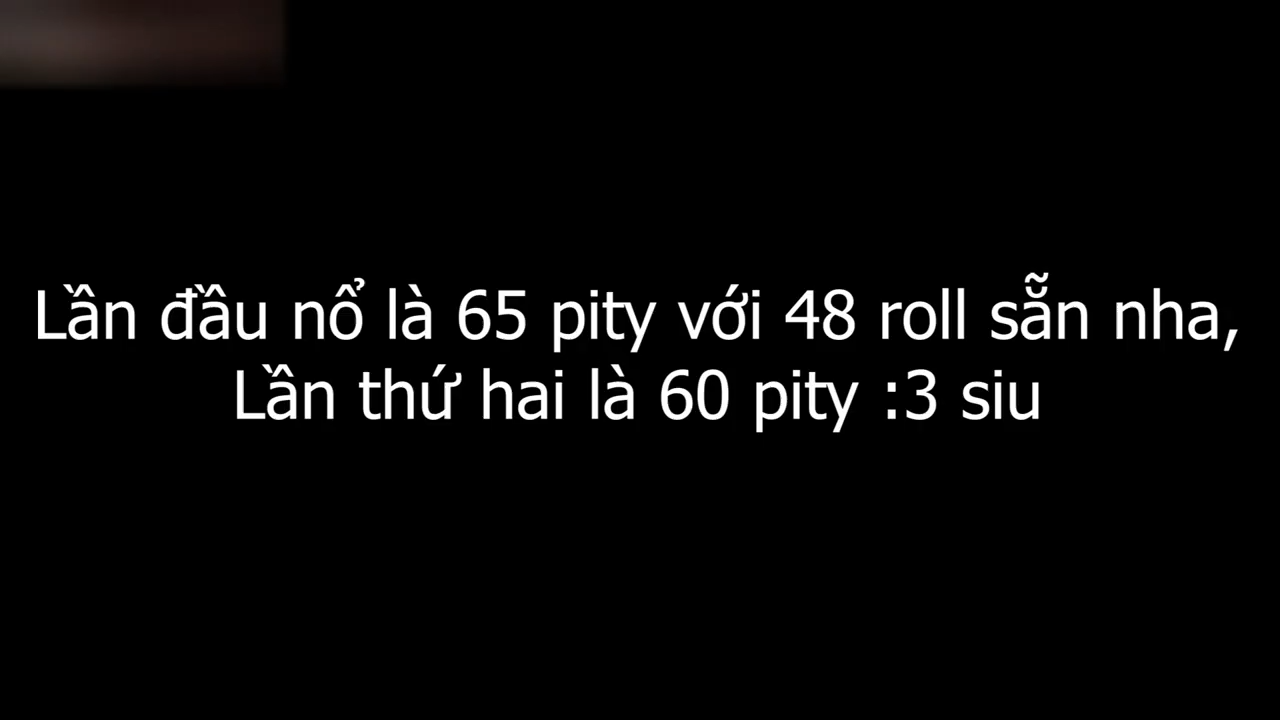 Lần đầu nổ là 65 pity với 48 roll sẵn nha,
Lần thứ hai là 60 pity :3 siu